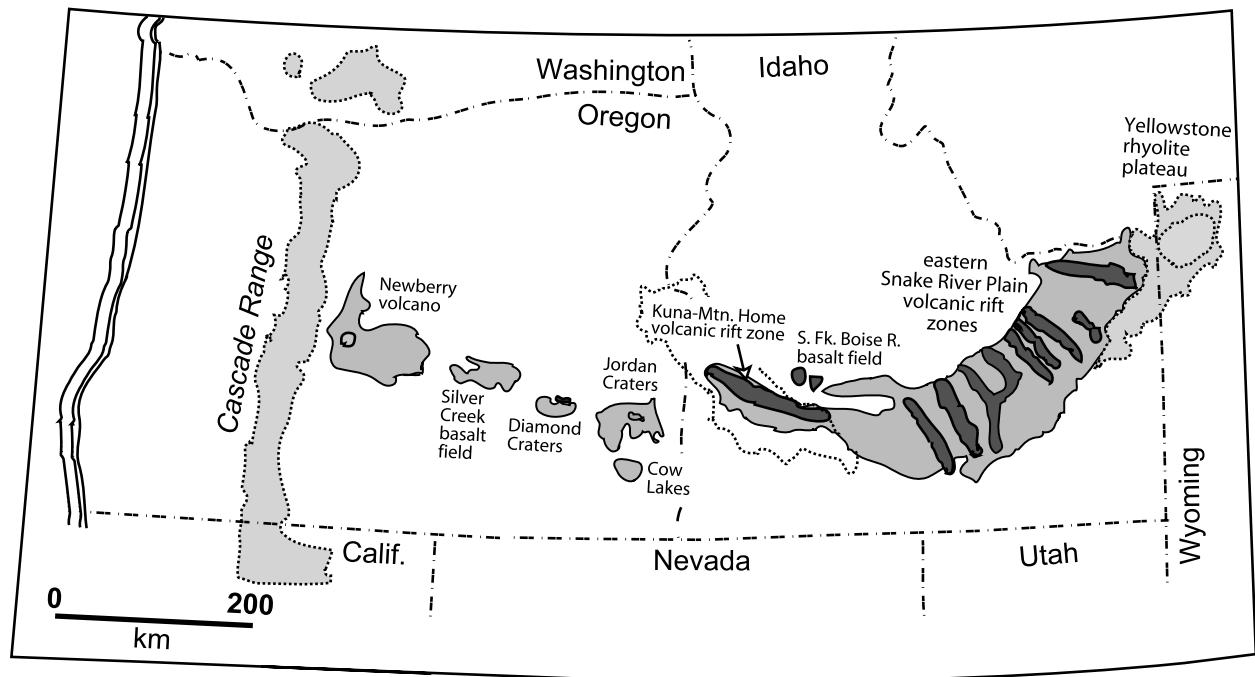 Washington
Idaho
Oregon
Yellowstone
rhyolite
plateau
Cascade Range
Newberry
volcano
eastern
Snake River Plain
volcanic rift
zones
Kuna-Mtn. Home
volcanic rift zone
S. Fk. Boise R.
basalt field
Jordan
Craters
Silver
Creek
basalt
field
Diamond
Craters
Cow
Lakes
Wyoming
Calif.
Nevada
Utah
0
200
km